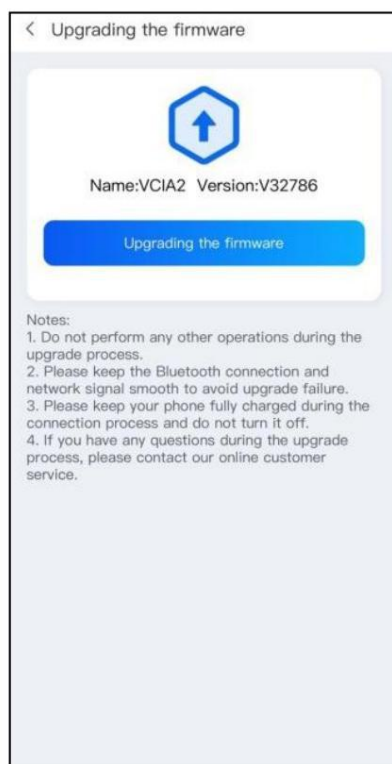 Upgrading the firmware
Name:VCIA2 Version:V32786
Upgrading the firmware
Notes:
1. Do not perform any other operations during the
upgrade process.
2. Please keep the Bluetooth connection and
network signal smooth to avoid upgrade failure.
3. Please keep your phone fully charged during the
connection process and do not turn it off.
4. If you have any questions during the upgrade
process, please contact our online customer
service.